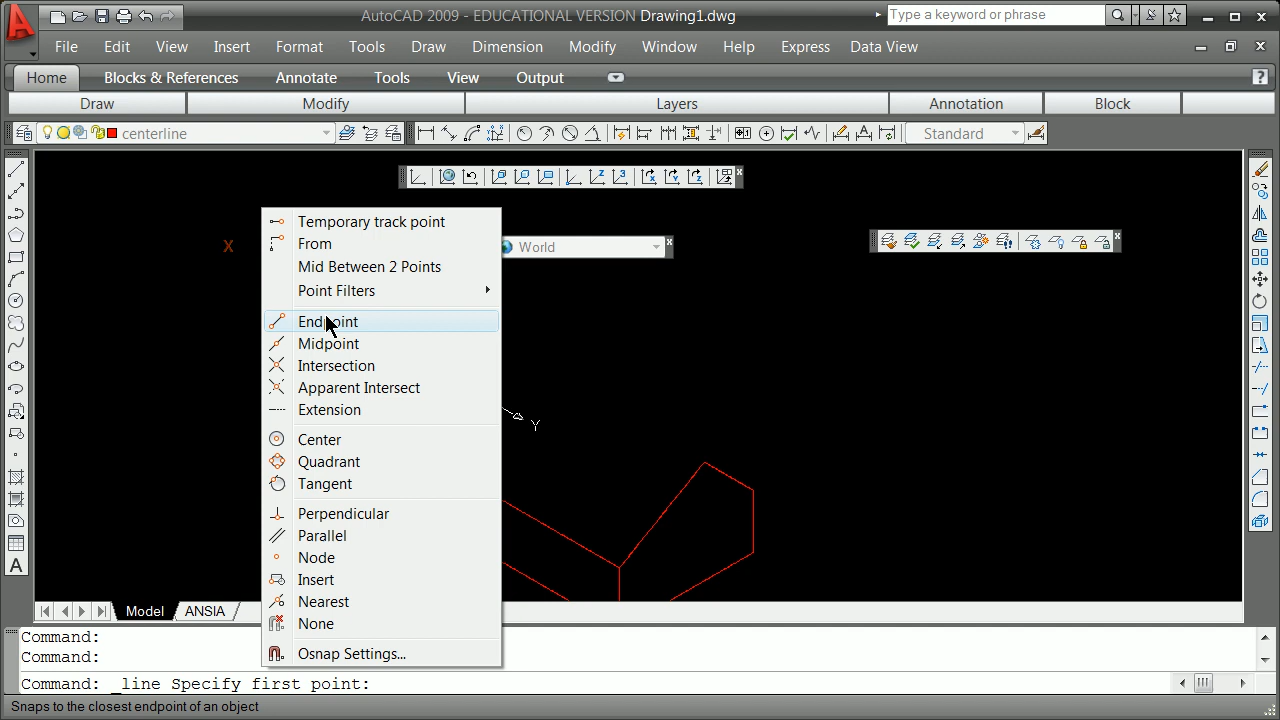 AutoCAD 2009 - EDUCATIONAL VERSION Drawing1.dwg
Type a keyword or phrase
File Edit View Insert Format Tools Draw Dimension Modify Window Help Express Data View
Home Blocks & References Annotate Tools View Output
Draw Modify Layers Annotation Block
centerline
Standard
X
World
Temporary track point
From
Mid Between 2 Points
Point Filters
Endpoint
Midpoint
Intersection
Apparent Intersect
Extension
Y
Center
Quadrant
Tangent
Perpendicular
Parallel
Node
Insert
Nearest
None
Osnap Settings...
A
Model ANSIA
Command:
Command:
Command: _line Specify first point:
Snaps to the closest endpoint of an object